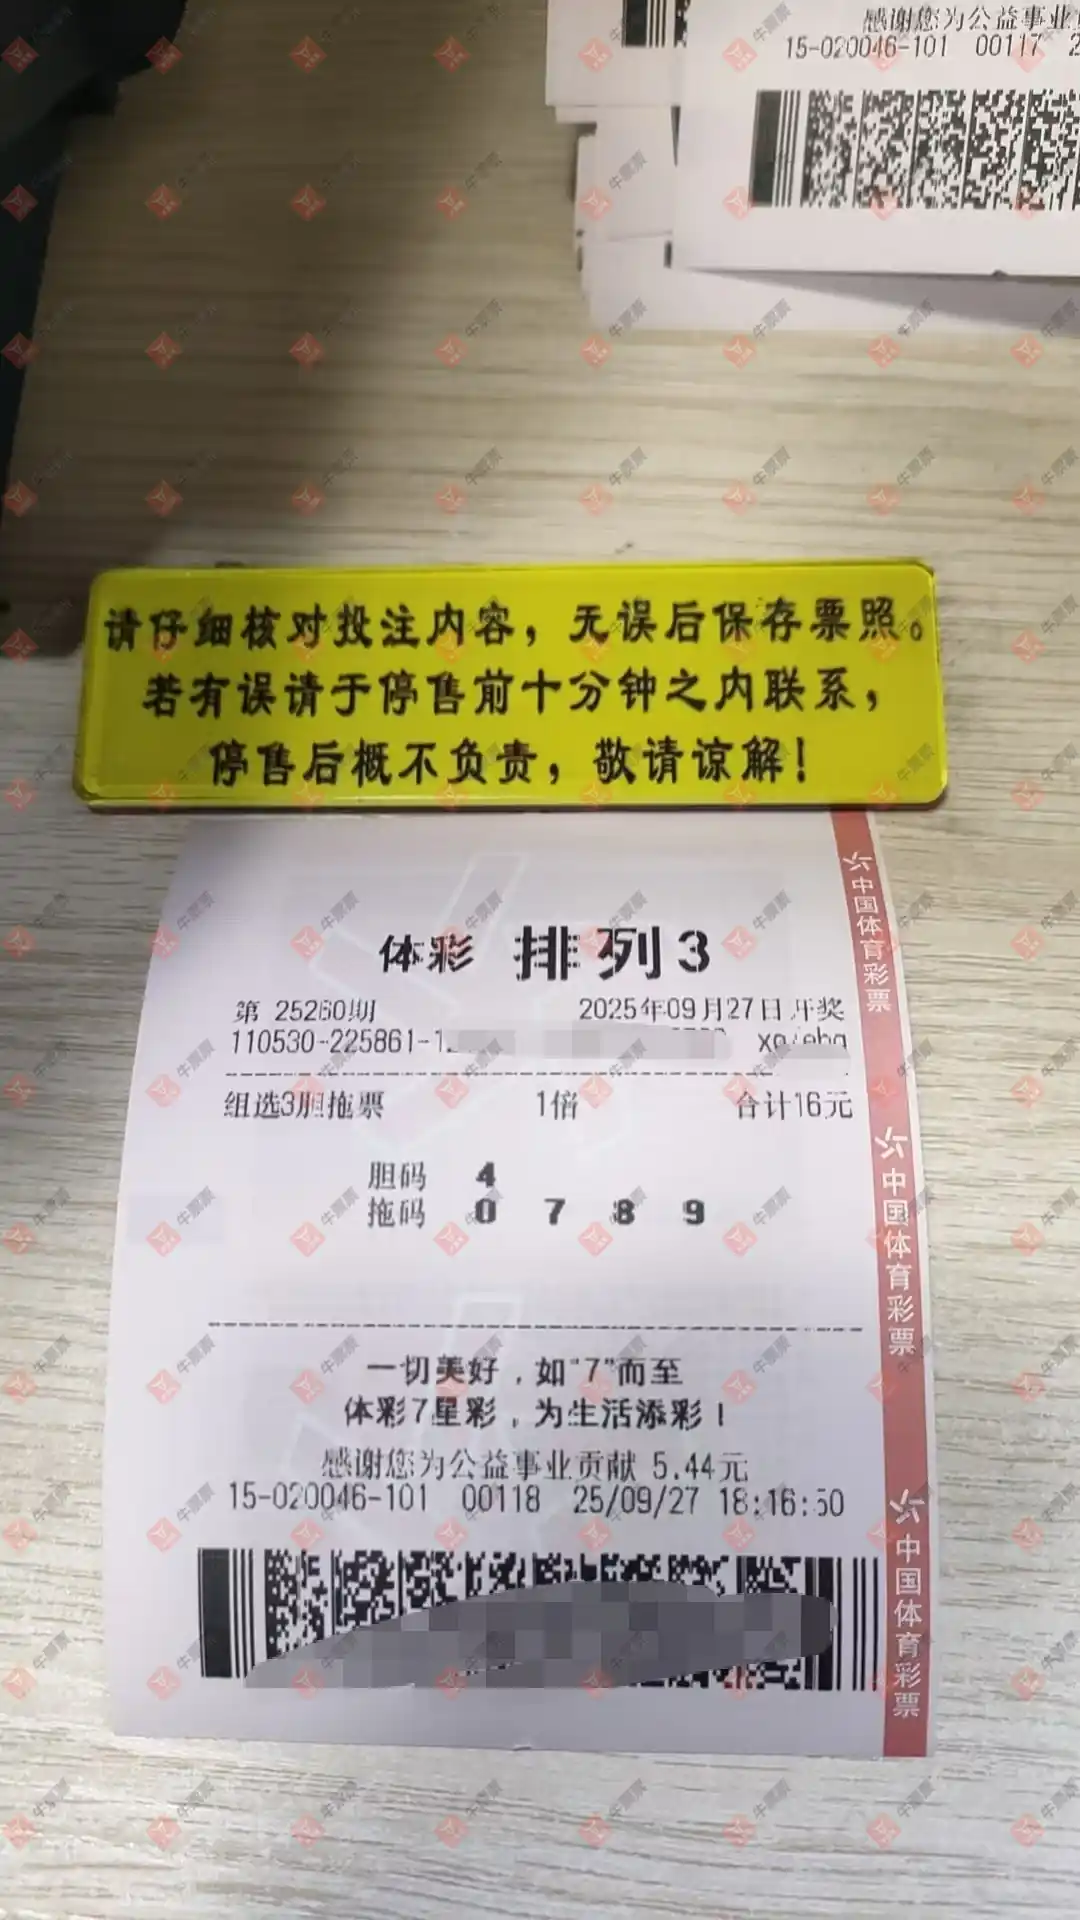 感谢您为公益事业
15-020046-101 00117 2
请仔细核对投注内容，无误后保存票照。
若有误请于停售前十分钟之内联系，
停售后概不负责，敬请谅解！
体彩 排列3
第 25260期 2025年09月27日开奖
110530-225861-1
组选3胆拖票 1倍 合计16元
胆码 4
拖码 0 7 8 9
一切美好，如"7"而至
体彩7星彩，为生活添彩！
感谢您为公益事业贡献 5.44元
15-020046-101 00118 25/09/27 18:16:50
中国体育彩票
中国体育彩票
中国体育彩票
牛票票